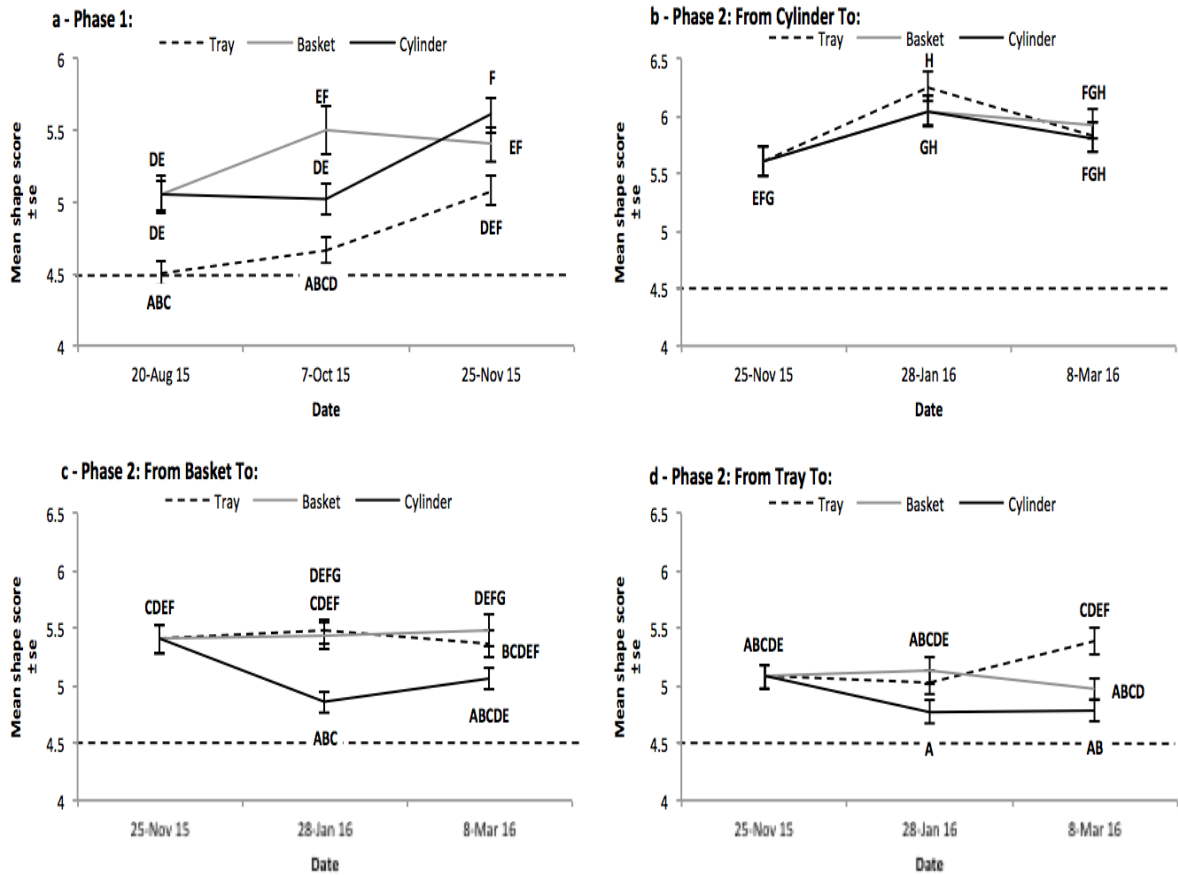 a - Phase 1:
Tray Basket Cylinder
Mean shape score
± se
6
5.5
5
4.5
4
F
EF
EF
DE
DE
DE
DEF
ABC
ABCD
20-Aug 15 7-Oct 15 25-Nov 15
Date
b - Phase 2: From Cylinder To:
Tray Basket Cylinder
Mean shape score
± se
6.5
6
5.5
5
4.5
4
H
FGH
GH
FGH
EFG
25-Nov 15 28-Jan 16 8-Mar 16
Date
c - Phase 2: From Basket To:
Tray Basket Cylinder
Mean shape score
± se
6.5
6
5.5
5
4.5
4
DEFG
CDEF
CDEF
DEFG
BCDEF
ABCDE
ABC
25-Nov 15 28-Jan 16 8-Mar 16
Date
d - Phase 2: From Tray To:
Tray Basket Cylinder
Mean shape score
± se
6.5
6
5.5
5
4.5
4
CDEF
ABCDE
ABCDE
ABCD
A
AB
25-Nov 15 28-Jan 16 8-Mar 16
Date